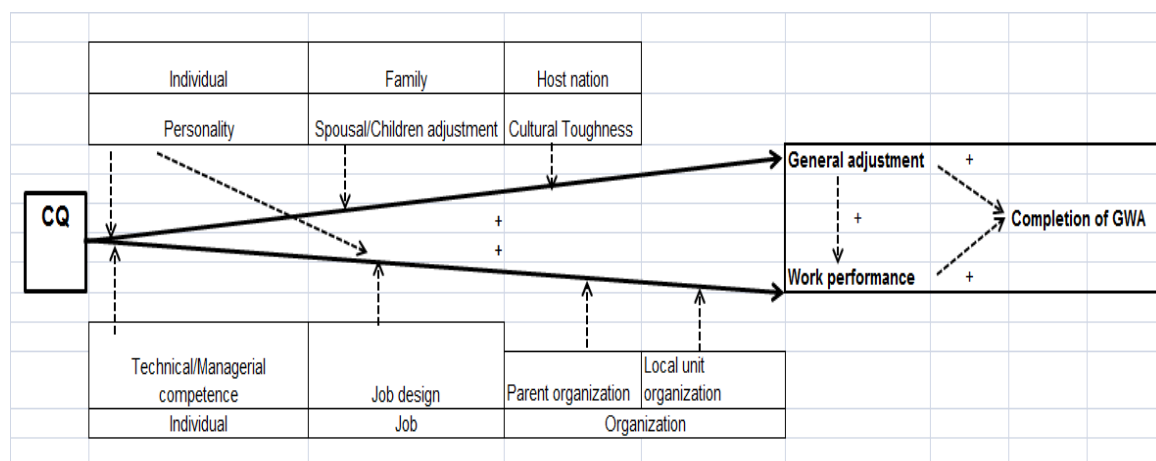 Individual Family Host nation
Personality Spousal/Children adjustment Cultural Toughness
General adjustment +
CQ
+
+
Completion of GWA
+
Work performance +
Technical/Managerial
competence
Job design
Parent organization
Local unit
organization
Individual Job Organization